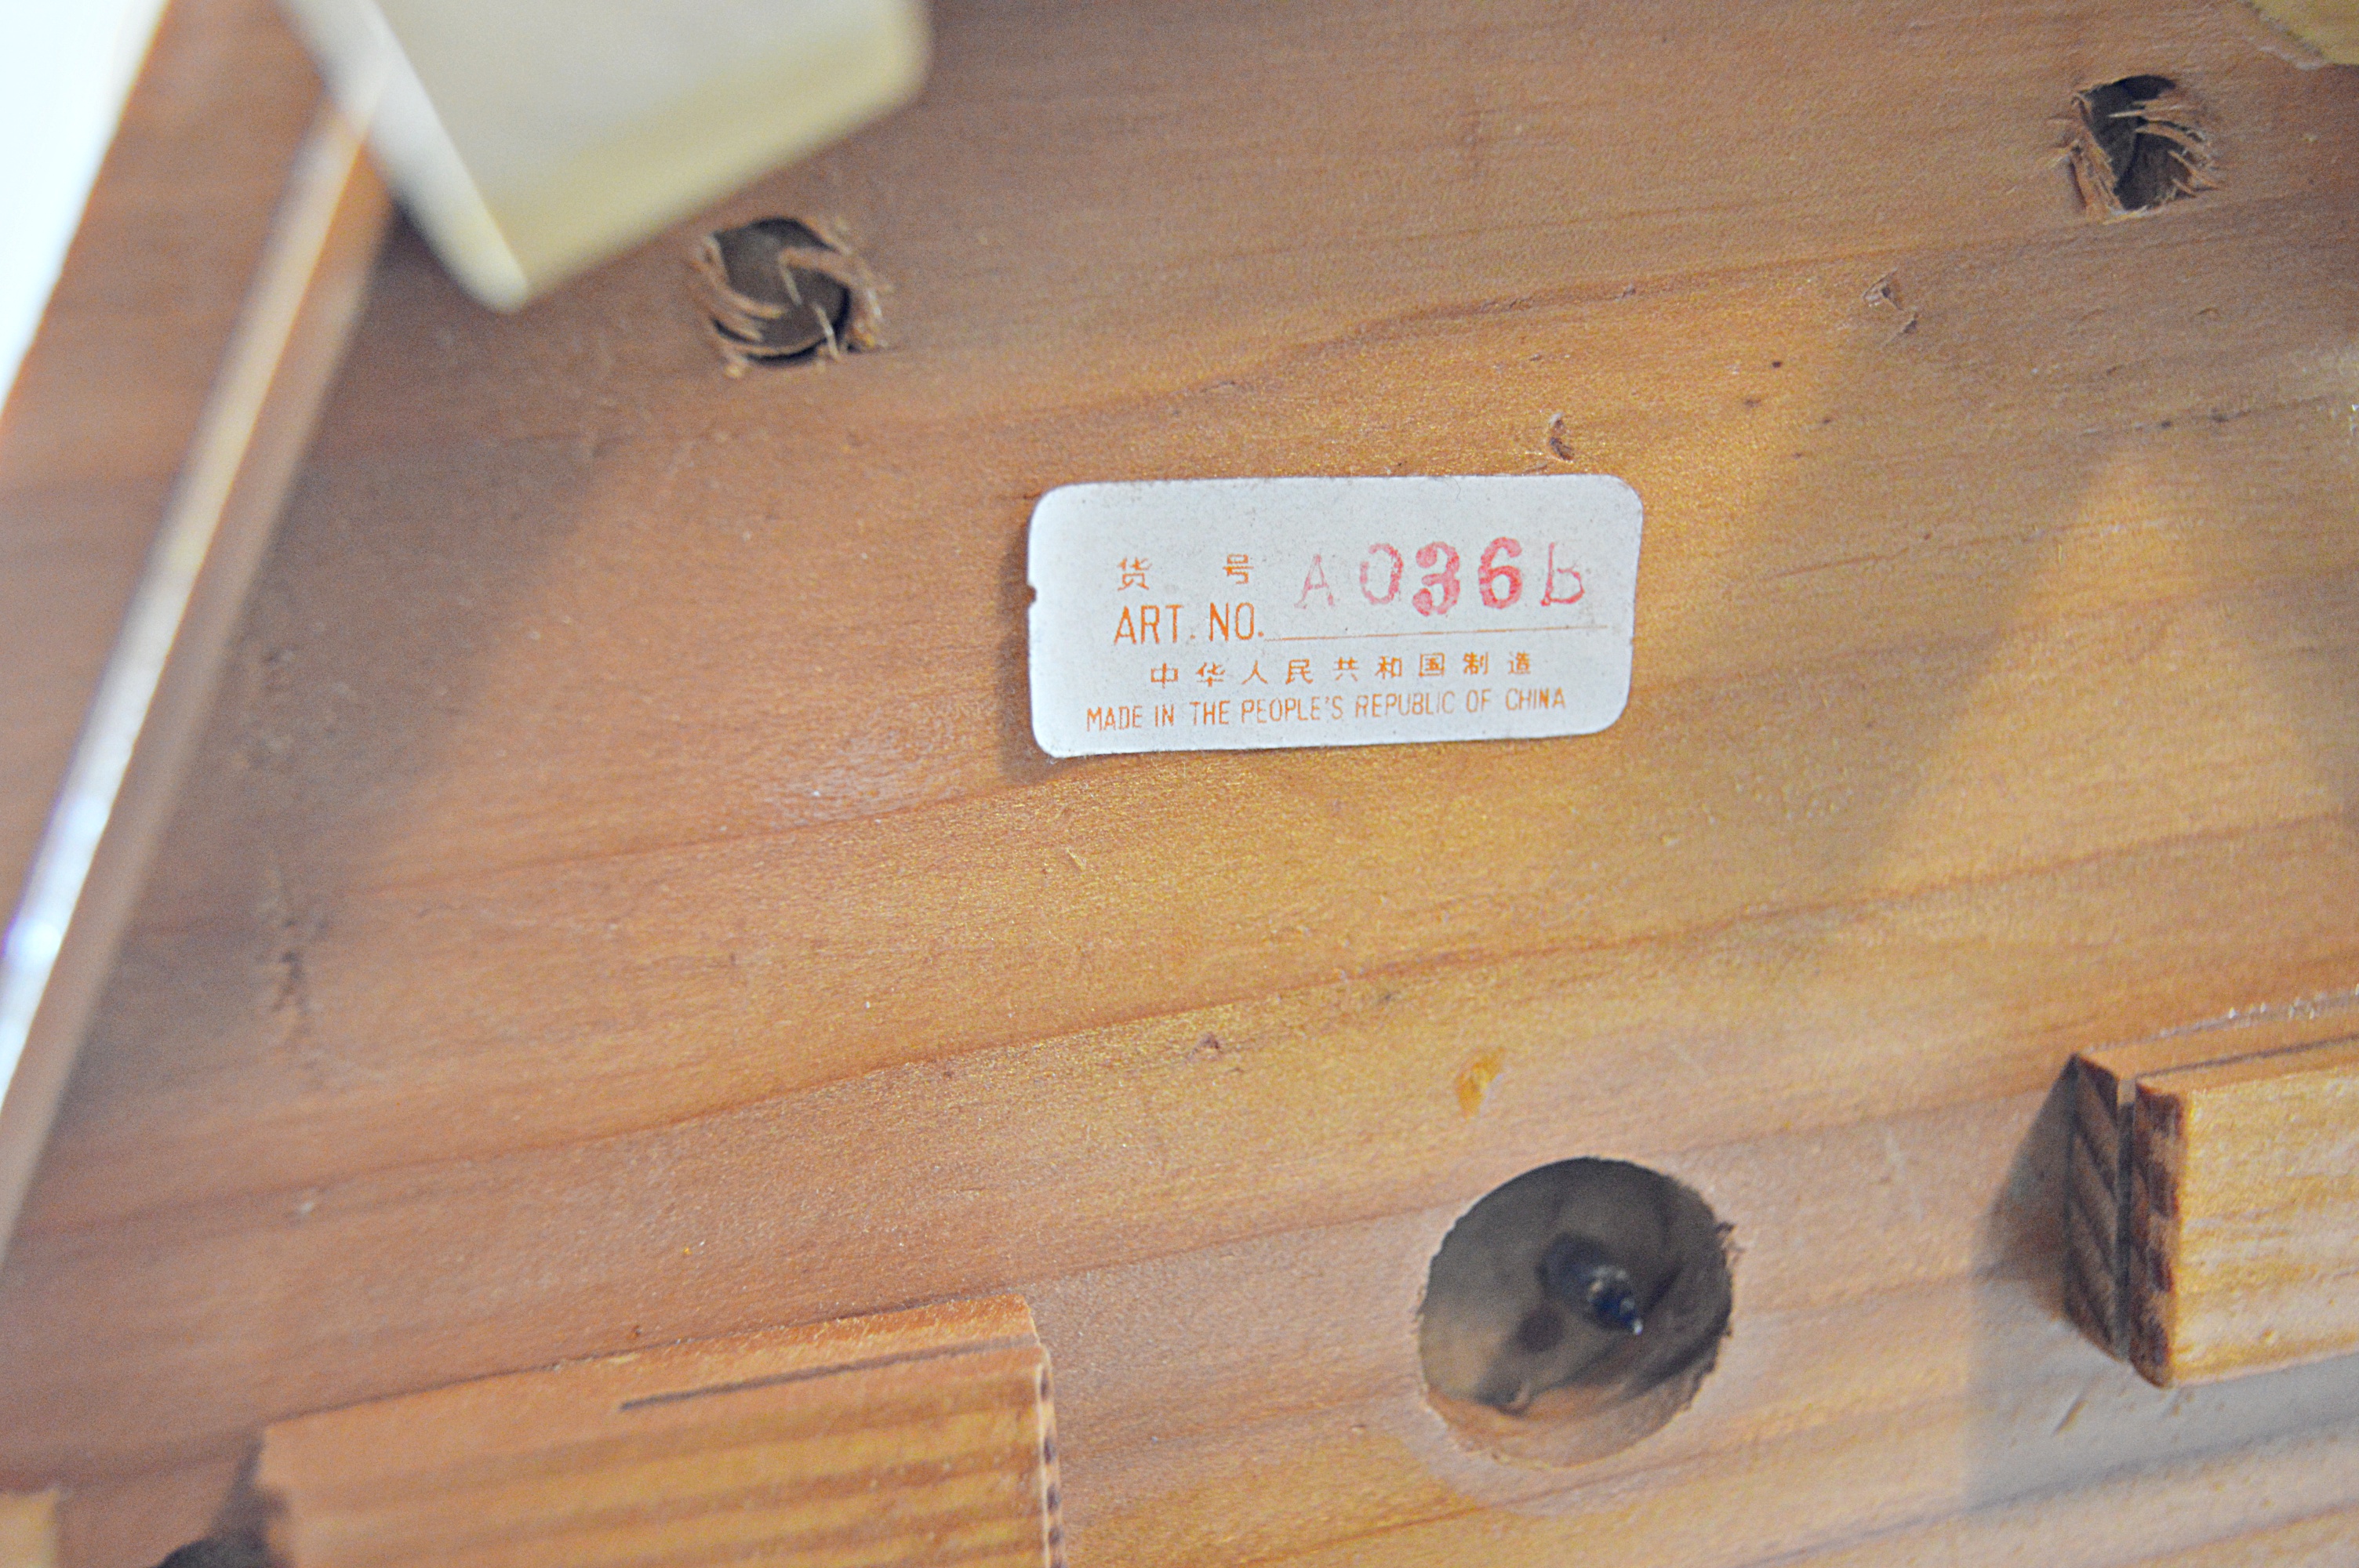 货 号 A036B
ART. NO.
中华人民共和国制造
MADE IN THE PEOPLE'S REPUBLIC OF CHINA